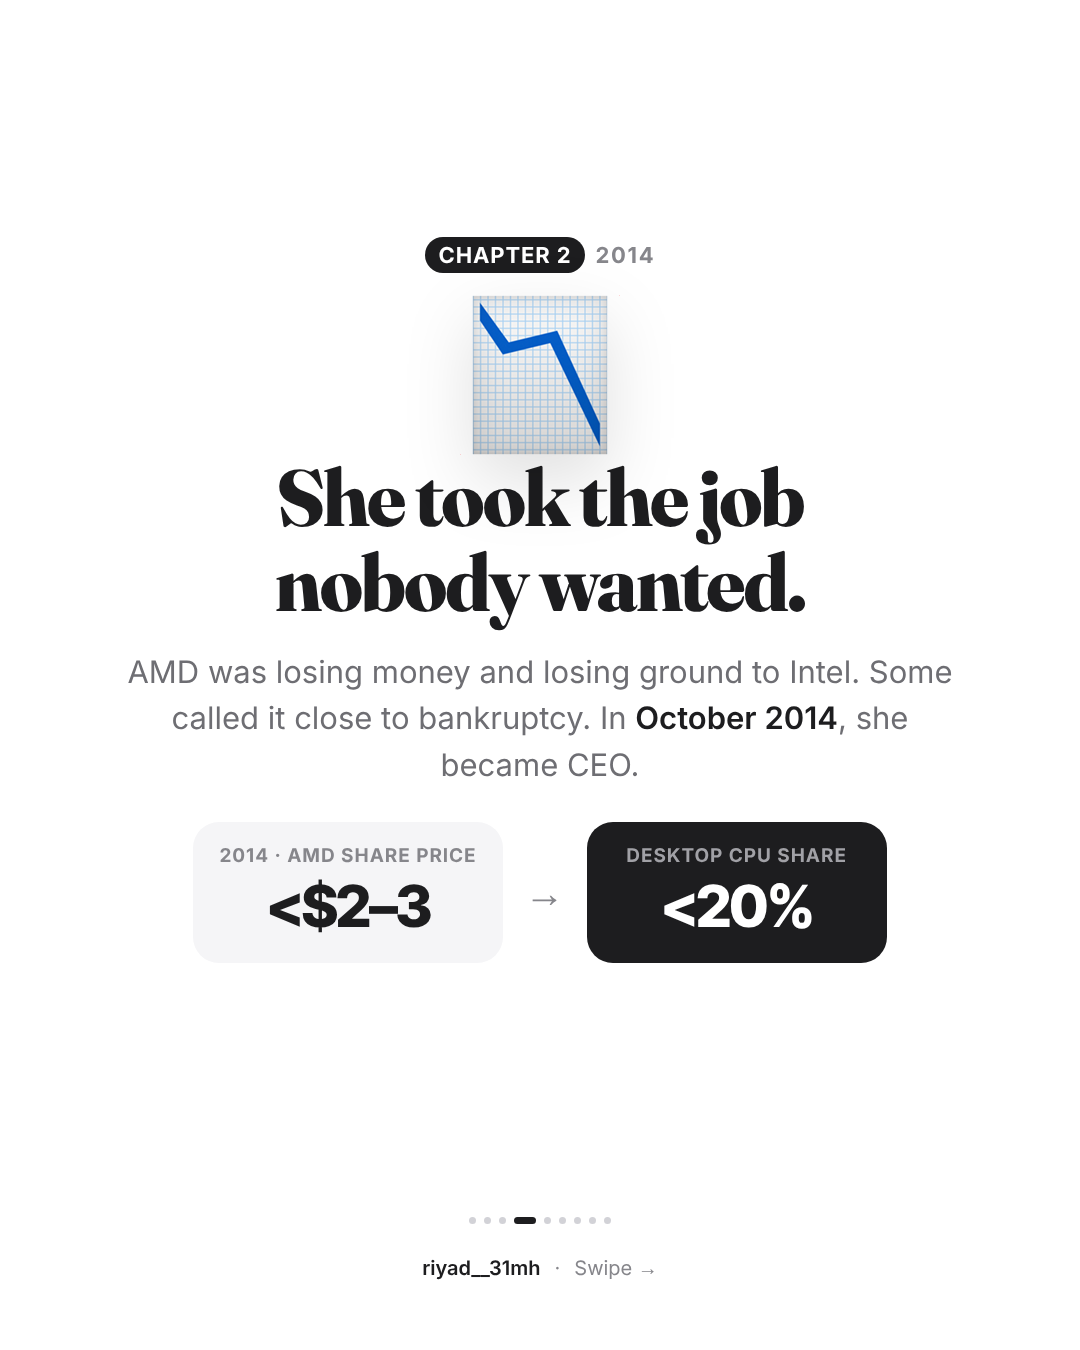 CHAPTER 2 2014
She took the job
nobody wanted.
AMD was losing money and losing ground to Intel. Some
called it close to bankruptcy. In October 2014, she
became CEO.
2014 · AMD SHARE PRICE
<$2–3
→
DESKTOP CPU SHARE
<20%
riyad__31mh · Swipe →